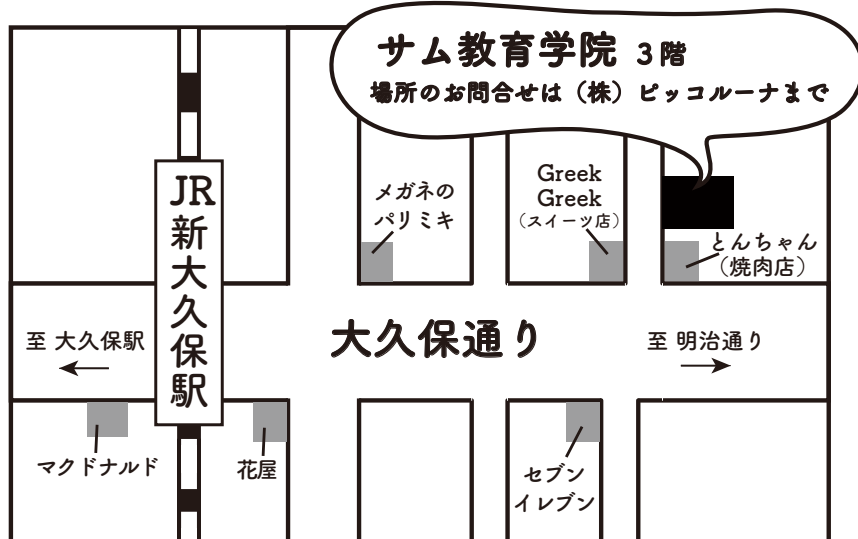 サム教育学院 3階
場所のお問合せは（株）ピッコルーナまで
JR新大久保駅
メガネの
パリミキ
Greek
Greek
（スイーツ店）
とんちゃん
（焼肉店）
至 大久保駅
大久保通り
至 明治通り
マクドナルド
花屋
セブン
イレブン